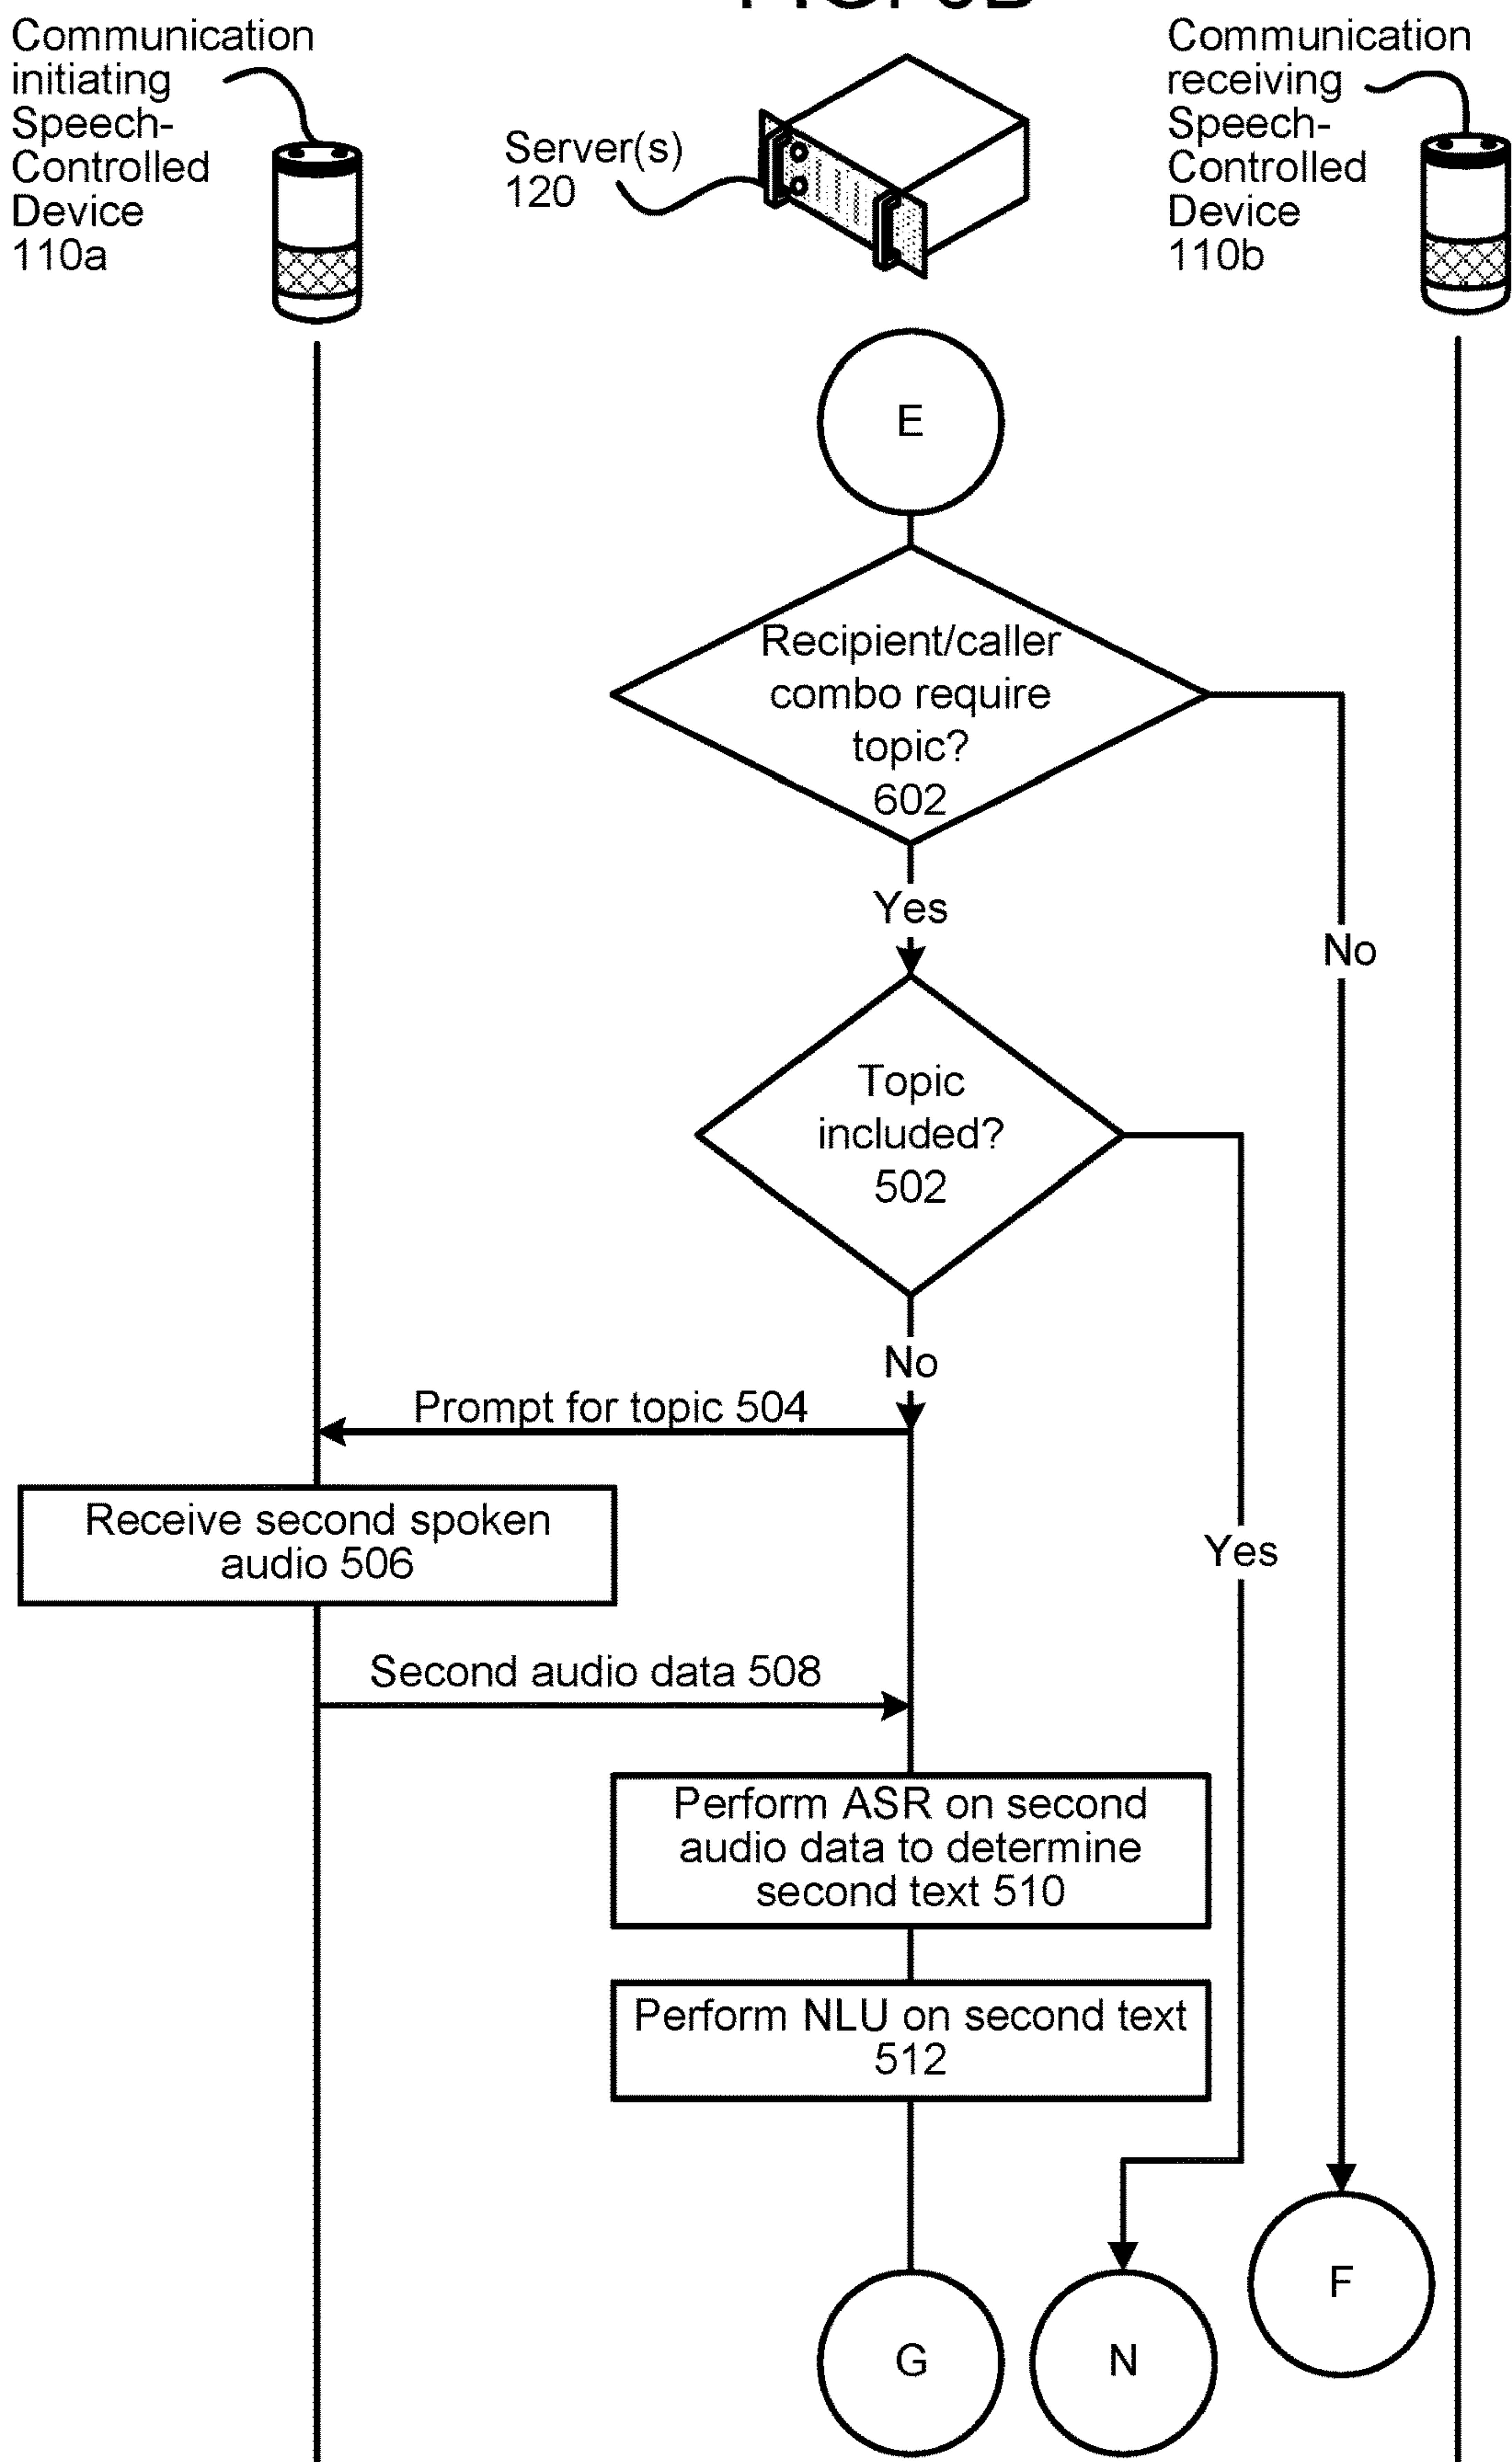 Communication
initiating
Speech-
Controlled
Device
110a
Server(s)
120
Communication
receiving
Speech-
Controlled
Device
110b
E
Recipient/caller
combo require
topic?
602
Yes
No
Topic
included?
502
No
Yes
Prompt for topic 504
Receive second spoken
audio 506
Second audio data 508
Perform ASR on second
audio data to determine
second text 510
Perform NLU on second text
512
G
N
F